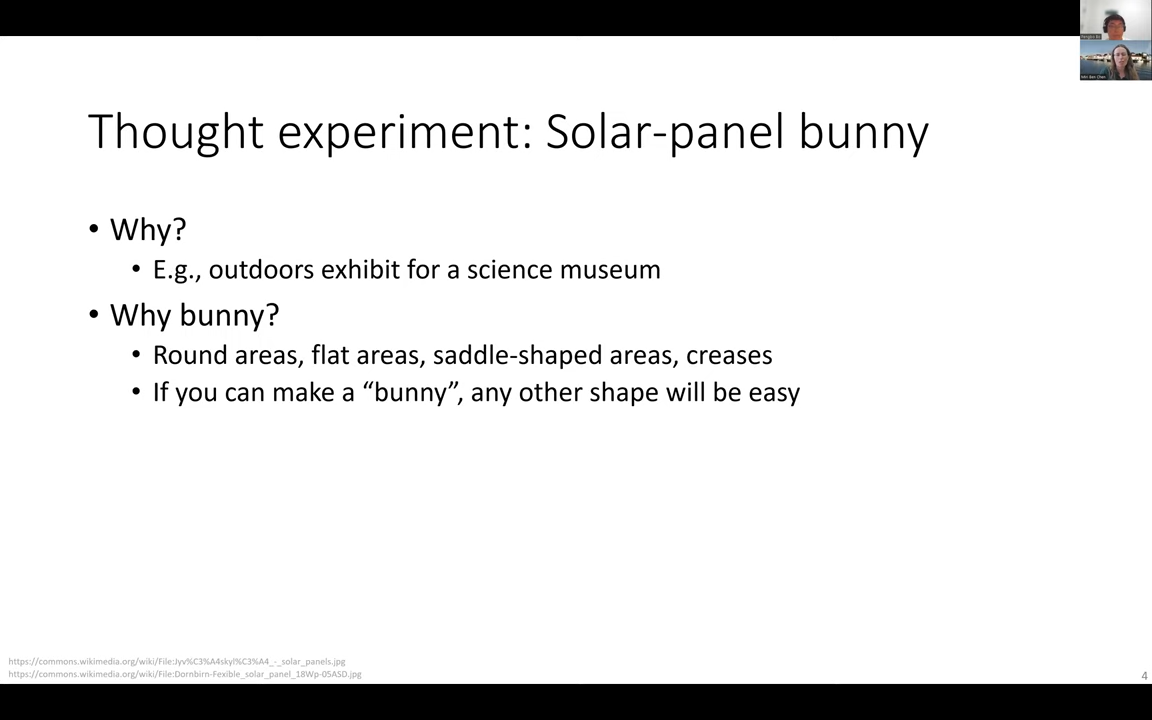 Thought experiment: Solar-panel bunny
• Why?
• E.g., outdoors exhibit for a science museum
• Why bunny?
• Round areas, flat areas, saddle-shaped areas, creases
• If you can make a “bunny”, any other shape will be easy
https://commons.wikimedia.org/wiki/File:Jyv%C3%A4skyl%C3%A4_-_solar_panels.jpg
https://commons.wikimedia.org/wiki/File:Dornbirn-Fexible_solar_panel_18Wp-05ASD.jpg
4